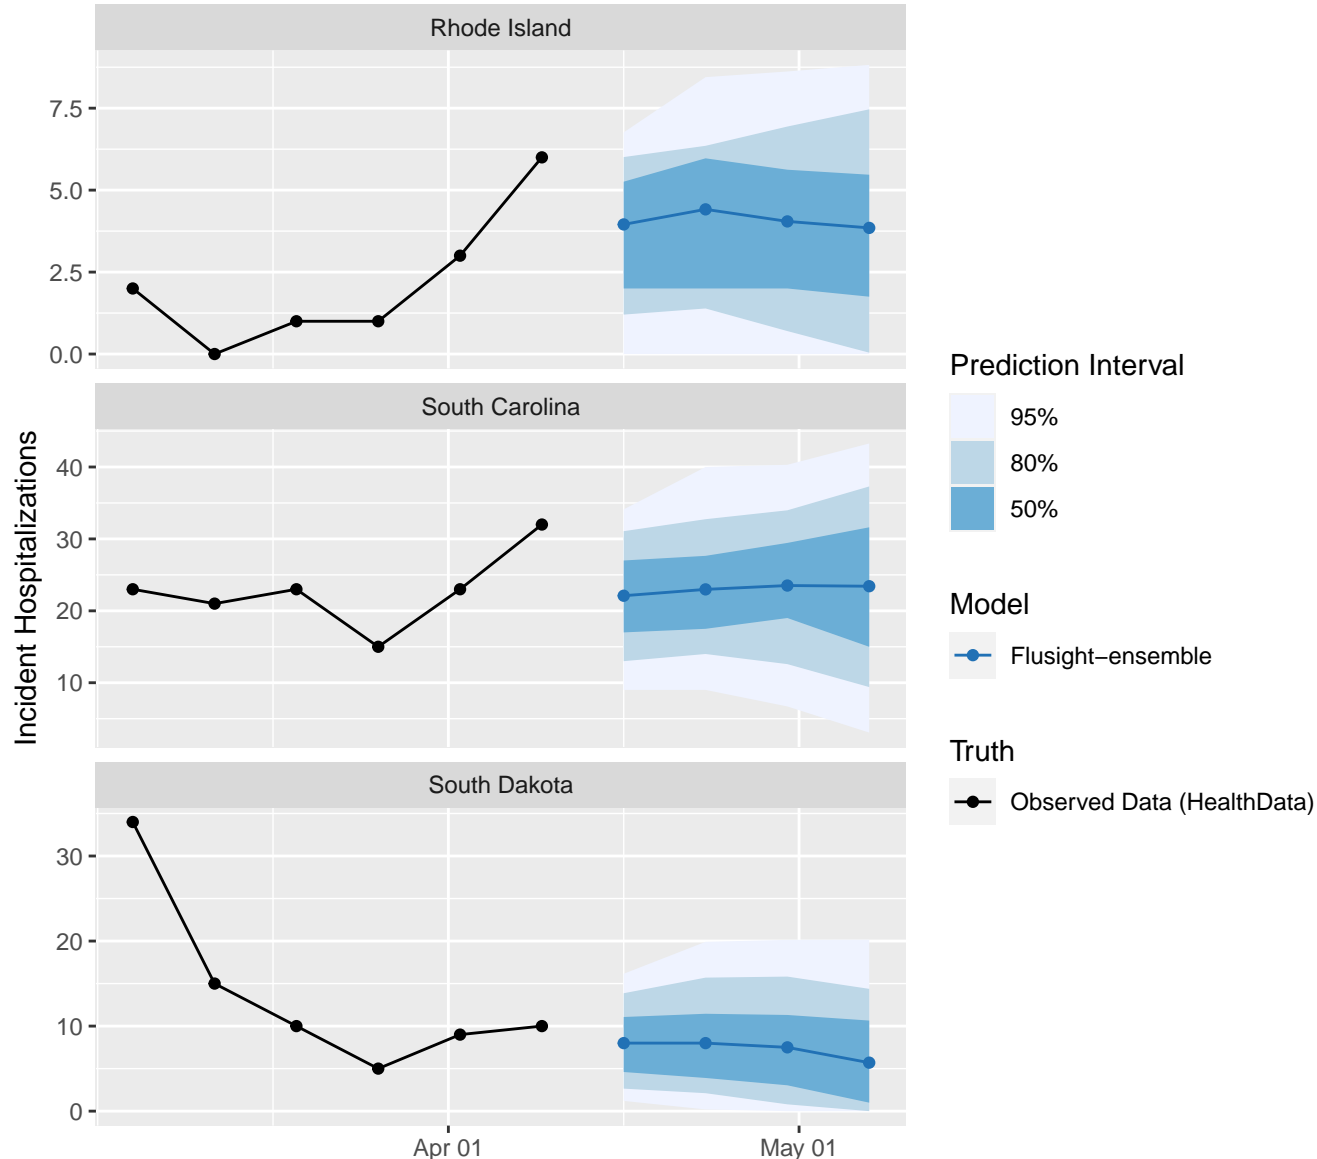 Rhode Island
7.5
5.0
2.5
0.0
South Carolina
40
30
20
10
South Dakota
30
20
10
0
Apr 01
May 01
Incident Hospitalizations
Prediction Interval
95%
80%
50%
Model
Flusight−ensemble
Truth
Observed Data (HealthData)